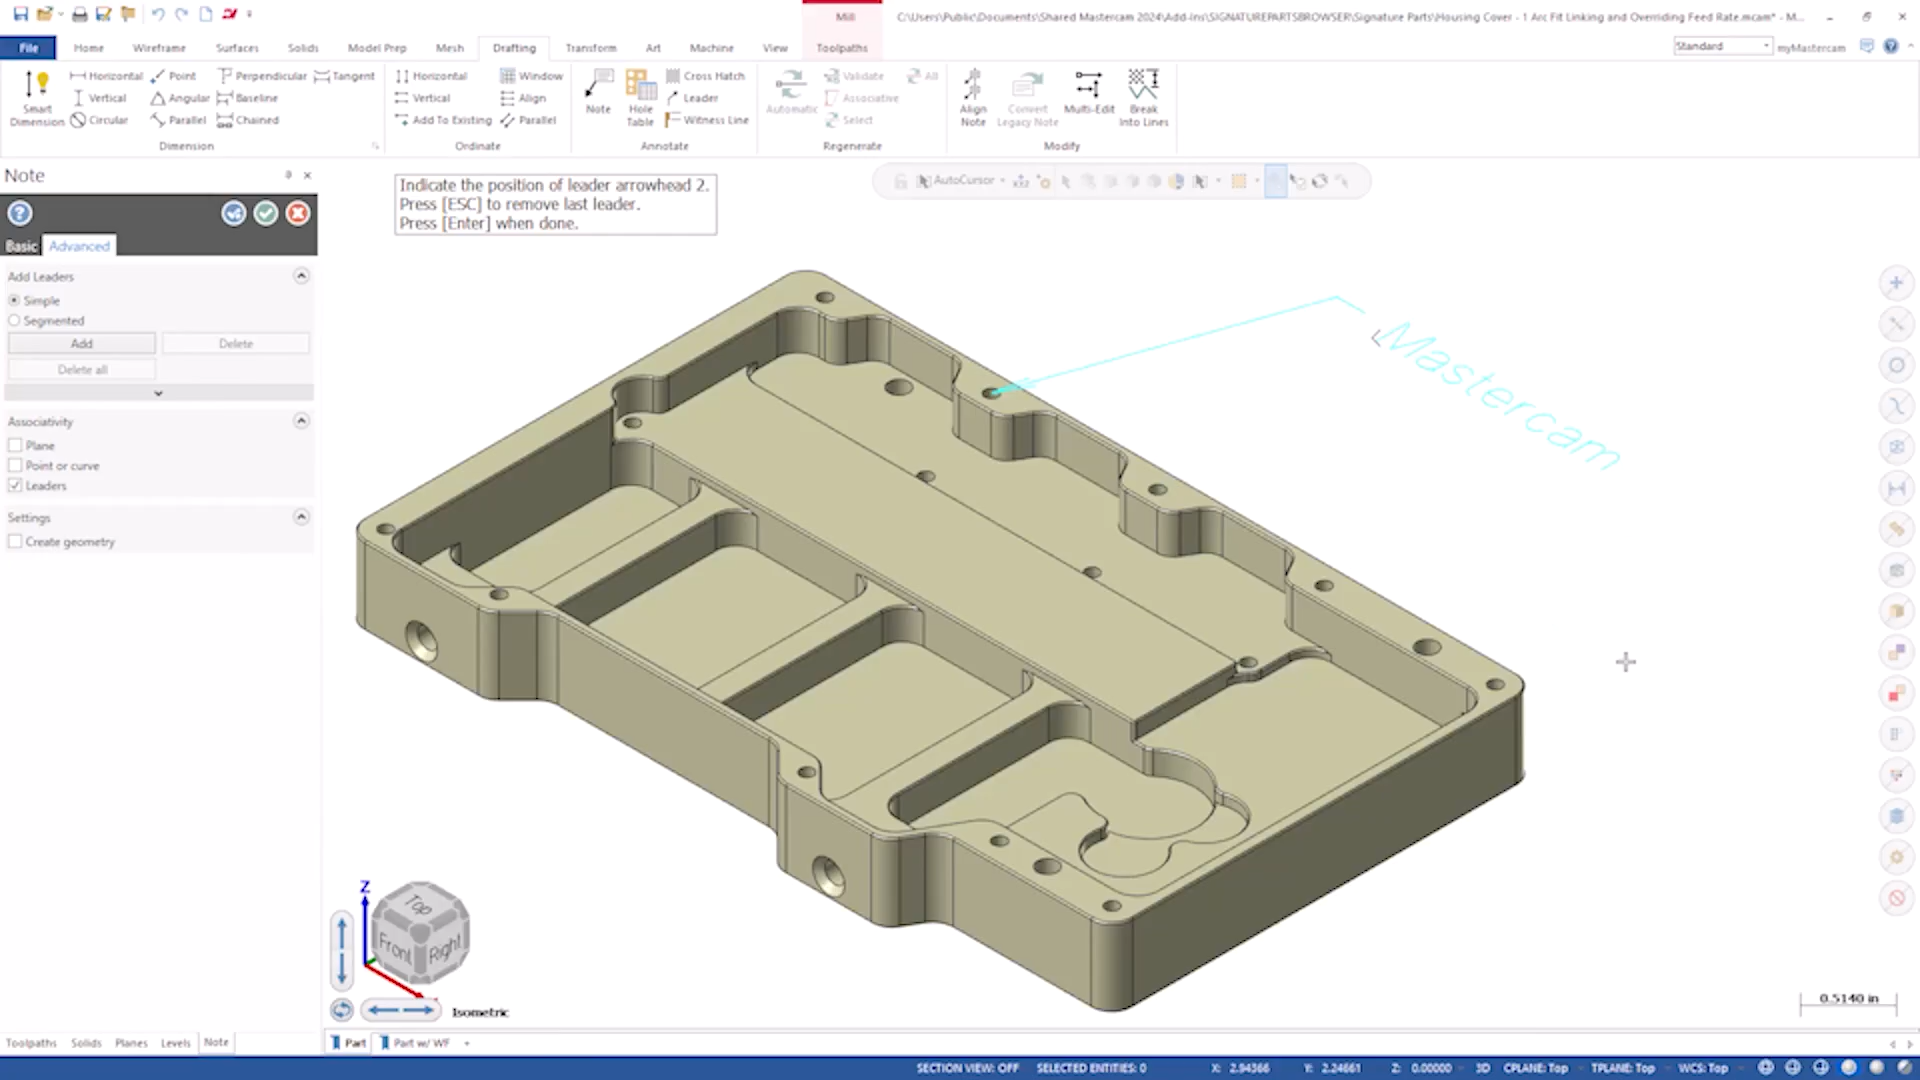 Mill
C:\Users\Public\Documents\Shared Mastercam 2024\Add-Ins\SIGNATUREPARTSBROWSER\Signature Parts\Housing Cover - 1 Arc Fit Linking and Overriding Feed Rate.mcam* - M...
File Home Wireframe Surfaces Solids Model Prep Mesh Drafting Transform Art Machine View Toolpaths
Standard myMastercam
Smart Dimension
Horizontal Point Perpendicular Tangent
Vertical Angular Baseline
Circular Parallel Chained
Dimension
Horizontal Window
Vertical Align
Add To Existing Parallel
Ordinate
Note
Hole Table
Cross Hatch
Leader
Witness Line
Annotate
Automatic
Validate All
Associative
Select
Regenerate
Align Note
Convert Legacy Note
Multi-Edit
Break Into Lines
Modify
Note
Basic Advanced
Add Leaders
Simple
Segmented
Add Delete
Delete all
Associativity
Plane
Point or curve
Leaders
Settings
Create geometry
Indicate the position of leader arrowhead 2.
Press [ESC] to remove last leader.
Press [Enter] when done.
AutoCursor
Mastercam
Z
Top
Front Right
Isometric
0.5140 in
Toolpaths Solids Planes Levels Note
Part Part w/ WF +
SECTION VIEW: OFF SELECTED ENTITIES: 0 X: 2.94366 Y: 2.24661 Z: 0.00000 3D CPLANE: Top TPLANE: Top WCS: Top